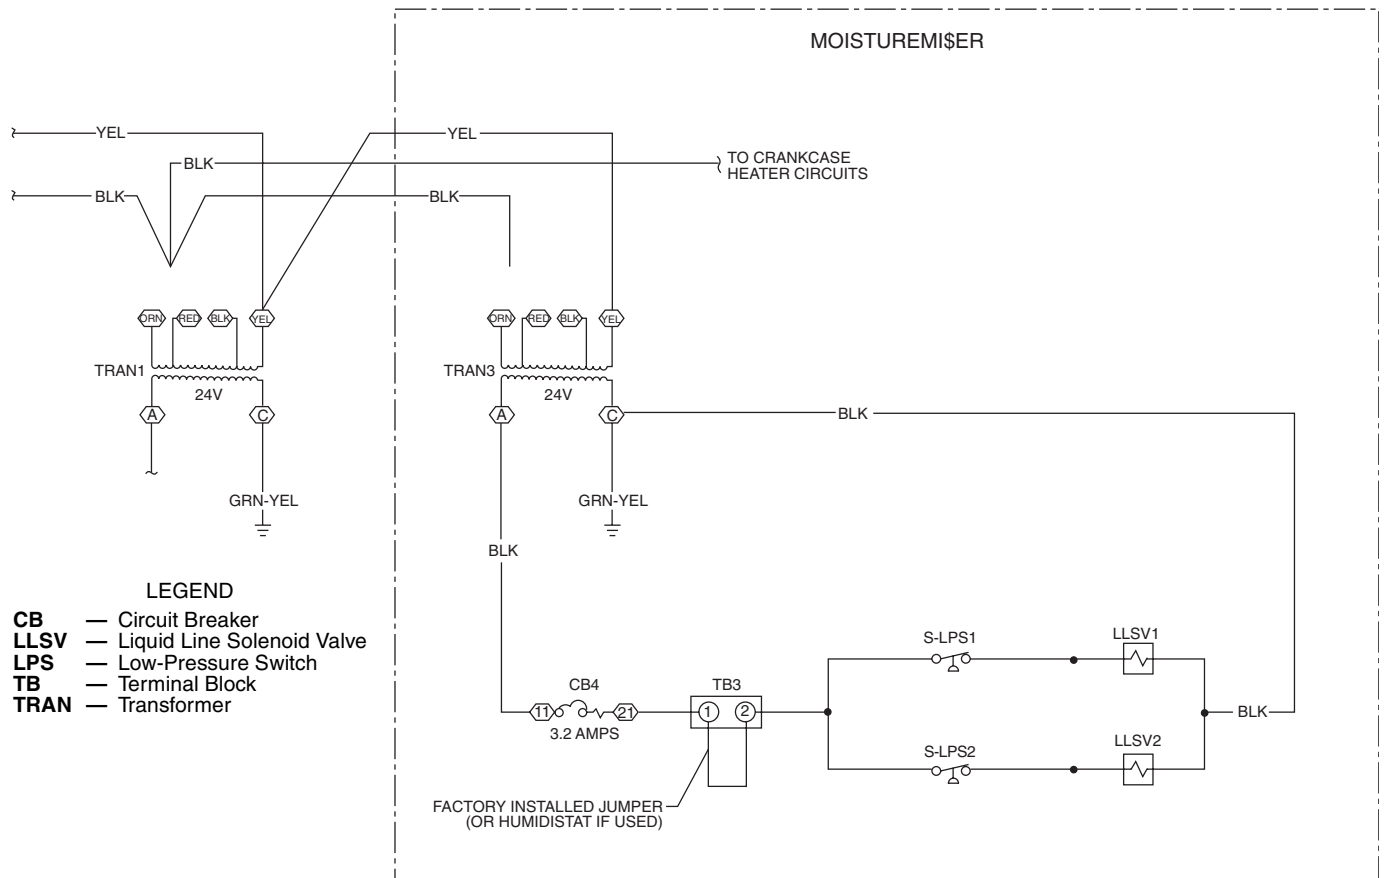 MOISTUREMI$ER
YEL
YEL
BLK
TO CRANKCASE
HEATER CIRCUITS
BLK
BLK
ORN
RED
BLK
YEL
ORN
RED
BLK
YEL
TRAN1
24V
TRAN3
24V
A
C
A
C
BLK
GRN-YEL
GRN-YEL
BLK
LEGEND
CB — Circuit Breaker
LLSV — Liquid Line Solenoid Valve
LPS — Low-Pressure Switch
TB — Terminal Block
TRAN — Transformer
S-LPS1
LLSV1
CB4
TB3
11
21
1
2
BLK
3.2 AMPS
S-LPS2
LLSV2
FACTORY INSTALLED JUMPER
(OR HUMIDISTAT IF USED)